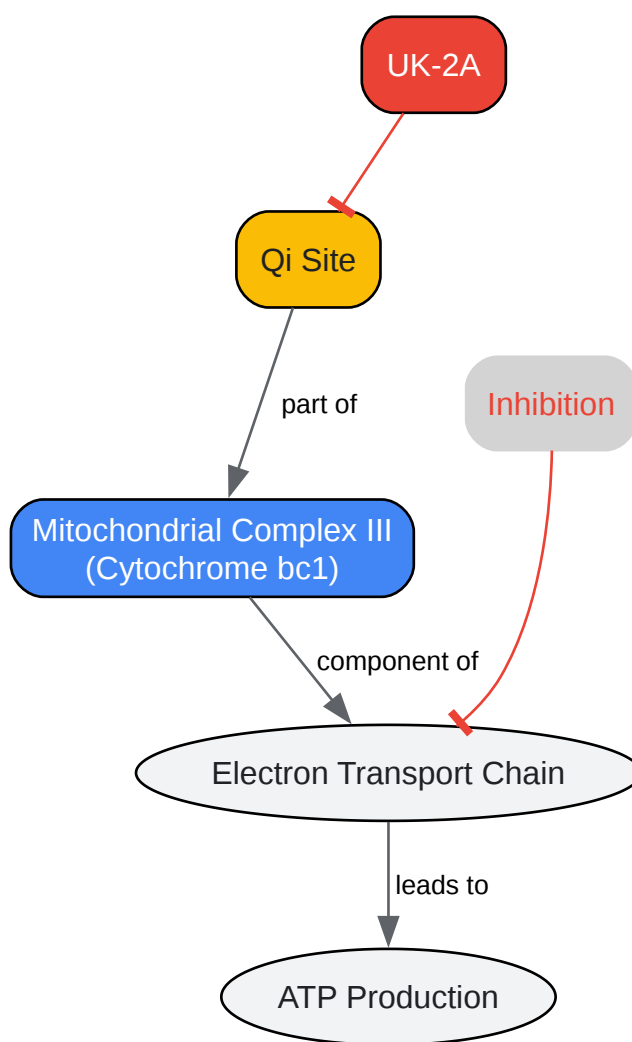 UK-2A
Qi Site
part of
Inhibition
Mitochondrial Complex III
(Cytochrome bc1)
component of
Electron Transport Chain
leads to
ATP Production